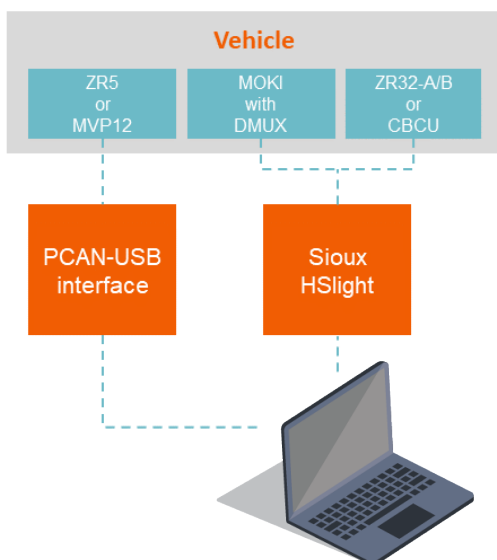 Vehicle
ZR5
or
MVP12
MOKI
with
DMUX
ZR32-A/B
or
CBCU
PCAN-USB
interface
Sioux
HSlight